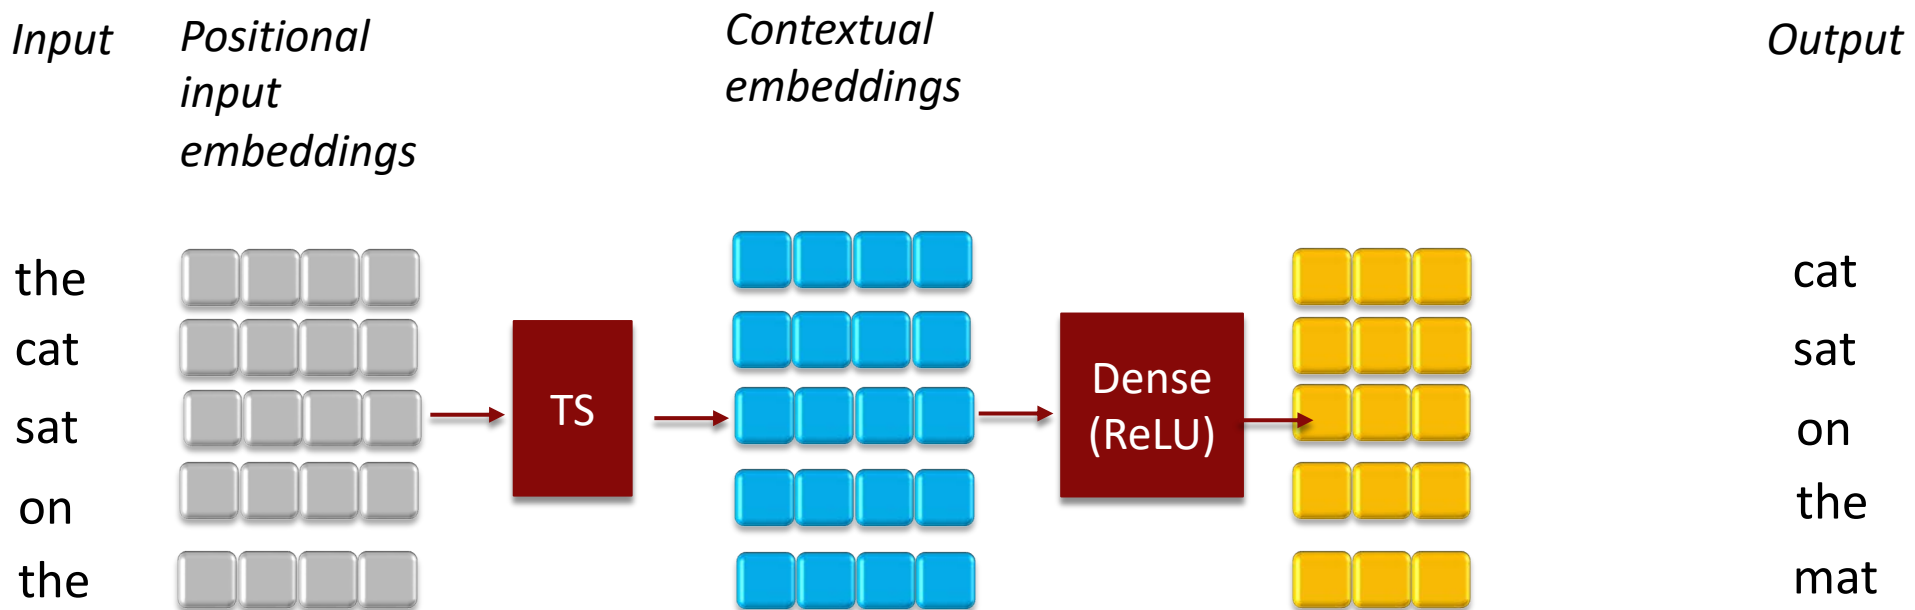 Input
Positional
input
embeddings
Contextual
embeddings
Output
the
cat
sat
on
the
TS
Dense
(ReLU)
cat
sat
on
the
mat